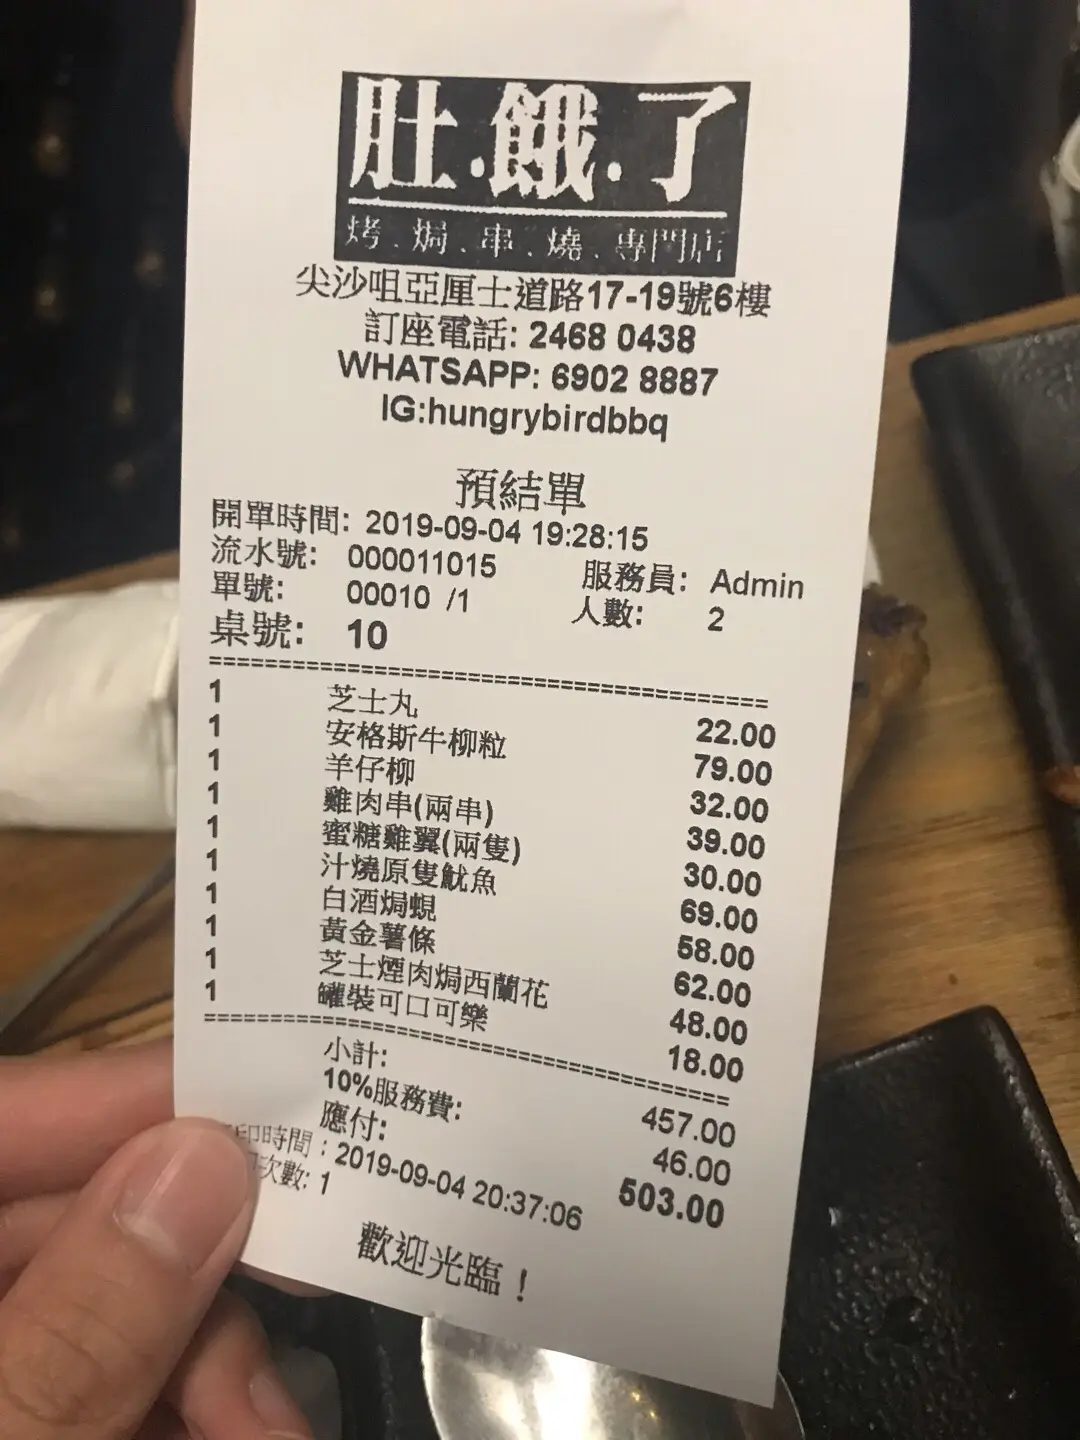 肚.餓.了
烤.焗.串.燒.專門店
尖沙咀亞厘士道路17-19號6樓
訂座電話: 2468 0438
WHATSAPP: 6902 8887
IG:hungrybirdbbq
預結單
開單時間: 2019-09-04 19:28:15
流水號: 000011015 服務員: Admin
單號: 00010 /1 人數: 2
桌號: 10
1 芝士丸 22.00
1 安格斯牛柳粒 79.00
1 羊仔柳 32.00
1 雞肉串(兩串) 39.00
1 蜜糖雞翼(兩隻) 30.00
1 汁燒原隻魷魚 69.00
1 白酒焗蜆 58.00
1 黃金薯條 62.00
1 芝士煙肉焗西蘭花 48.00
1 罐裝可口可樂 18.00
小計: 457.00
10%服務費: 46.00
應付: 503.00
印時間: 2019-09-04 20:37:06
次數: 1
歡迎光臨!